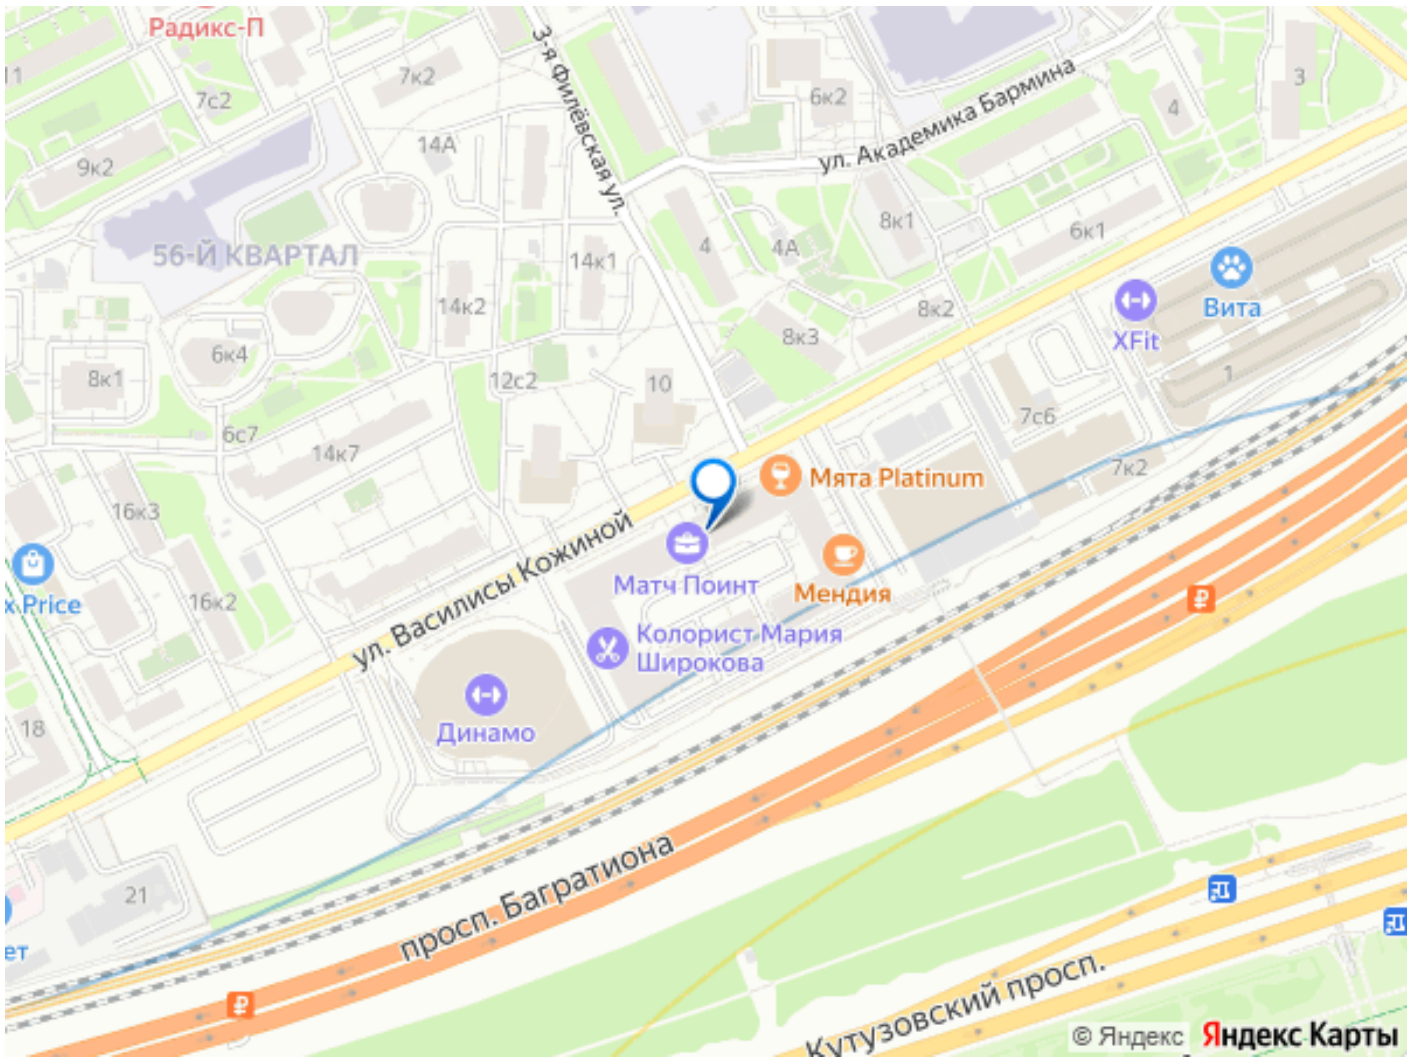 Радикс-П
11
7к2
7с2
3-я Филёвская ул.
6к2
ул. Академика Бармина
3
4
9к2
14А
56-Й КВАРТАЛ
14к1
4
4А
8к1
6к1
14к2
8к2
Вита
XFit
8к3
6к4
8к1
12с2
10
1
7с6
6с7
14к7
7к2
Мята Platinum
16к3
ул. Василисы Кожиной
Матч Поинт
Мендия
x Price
16к2
Колорист Мария
Широкова
Динамо
18
21
ет
просп. Багратиона
Кутузовский просп.
© Яндекс Яндекс Карты